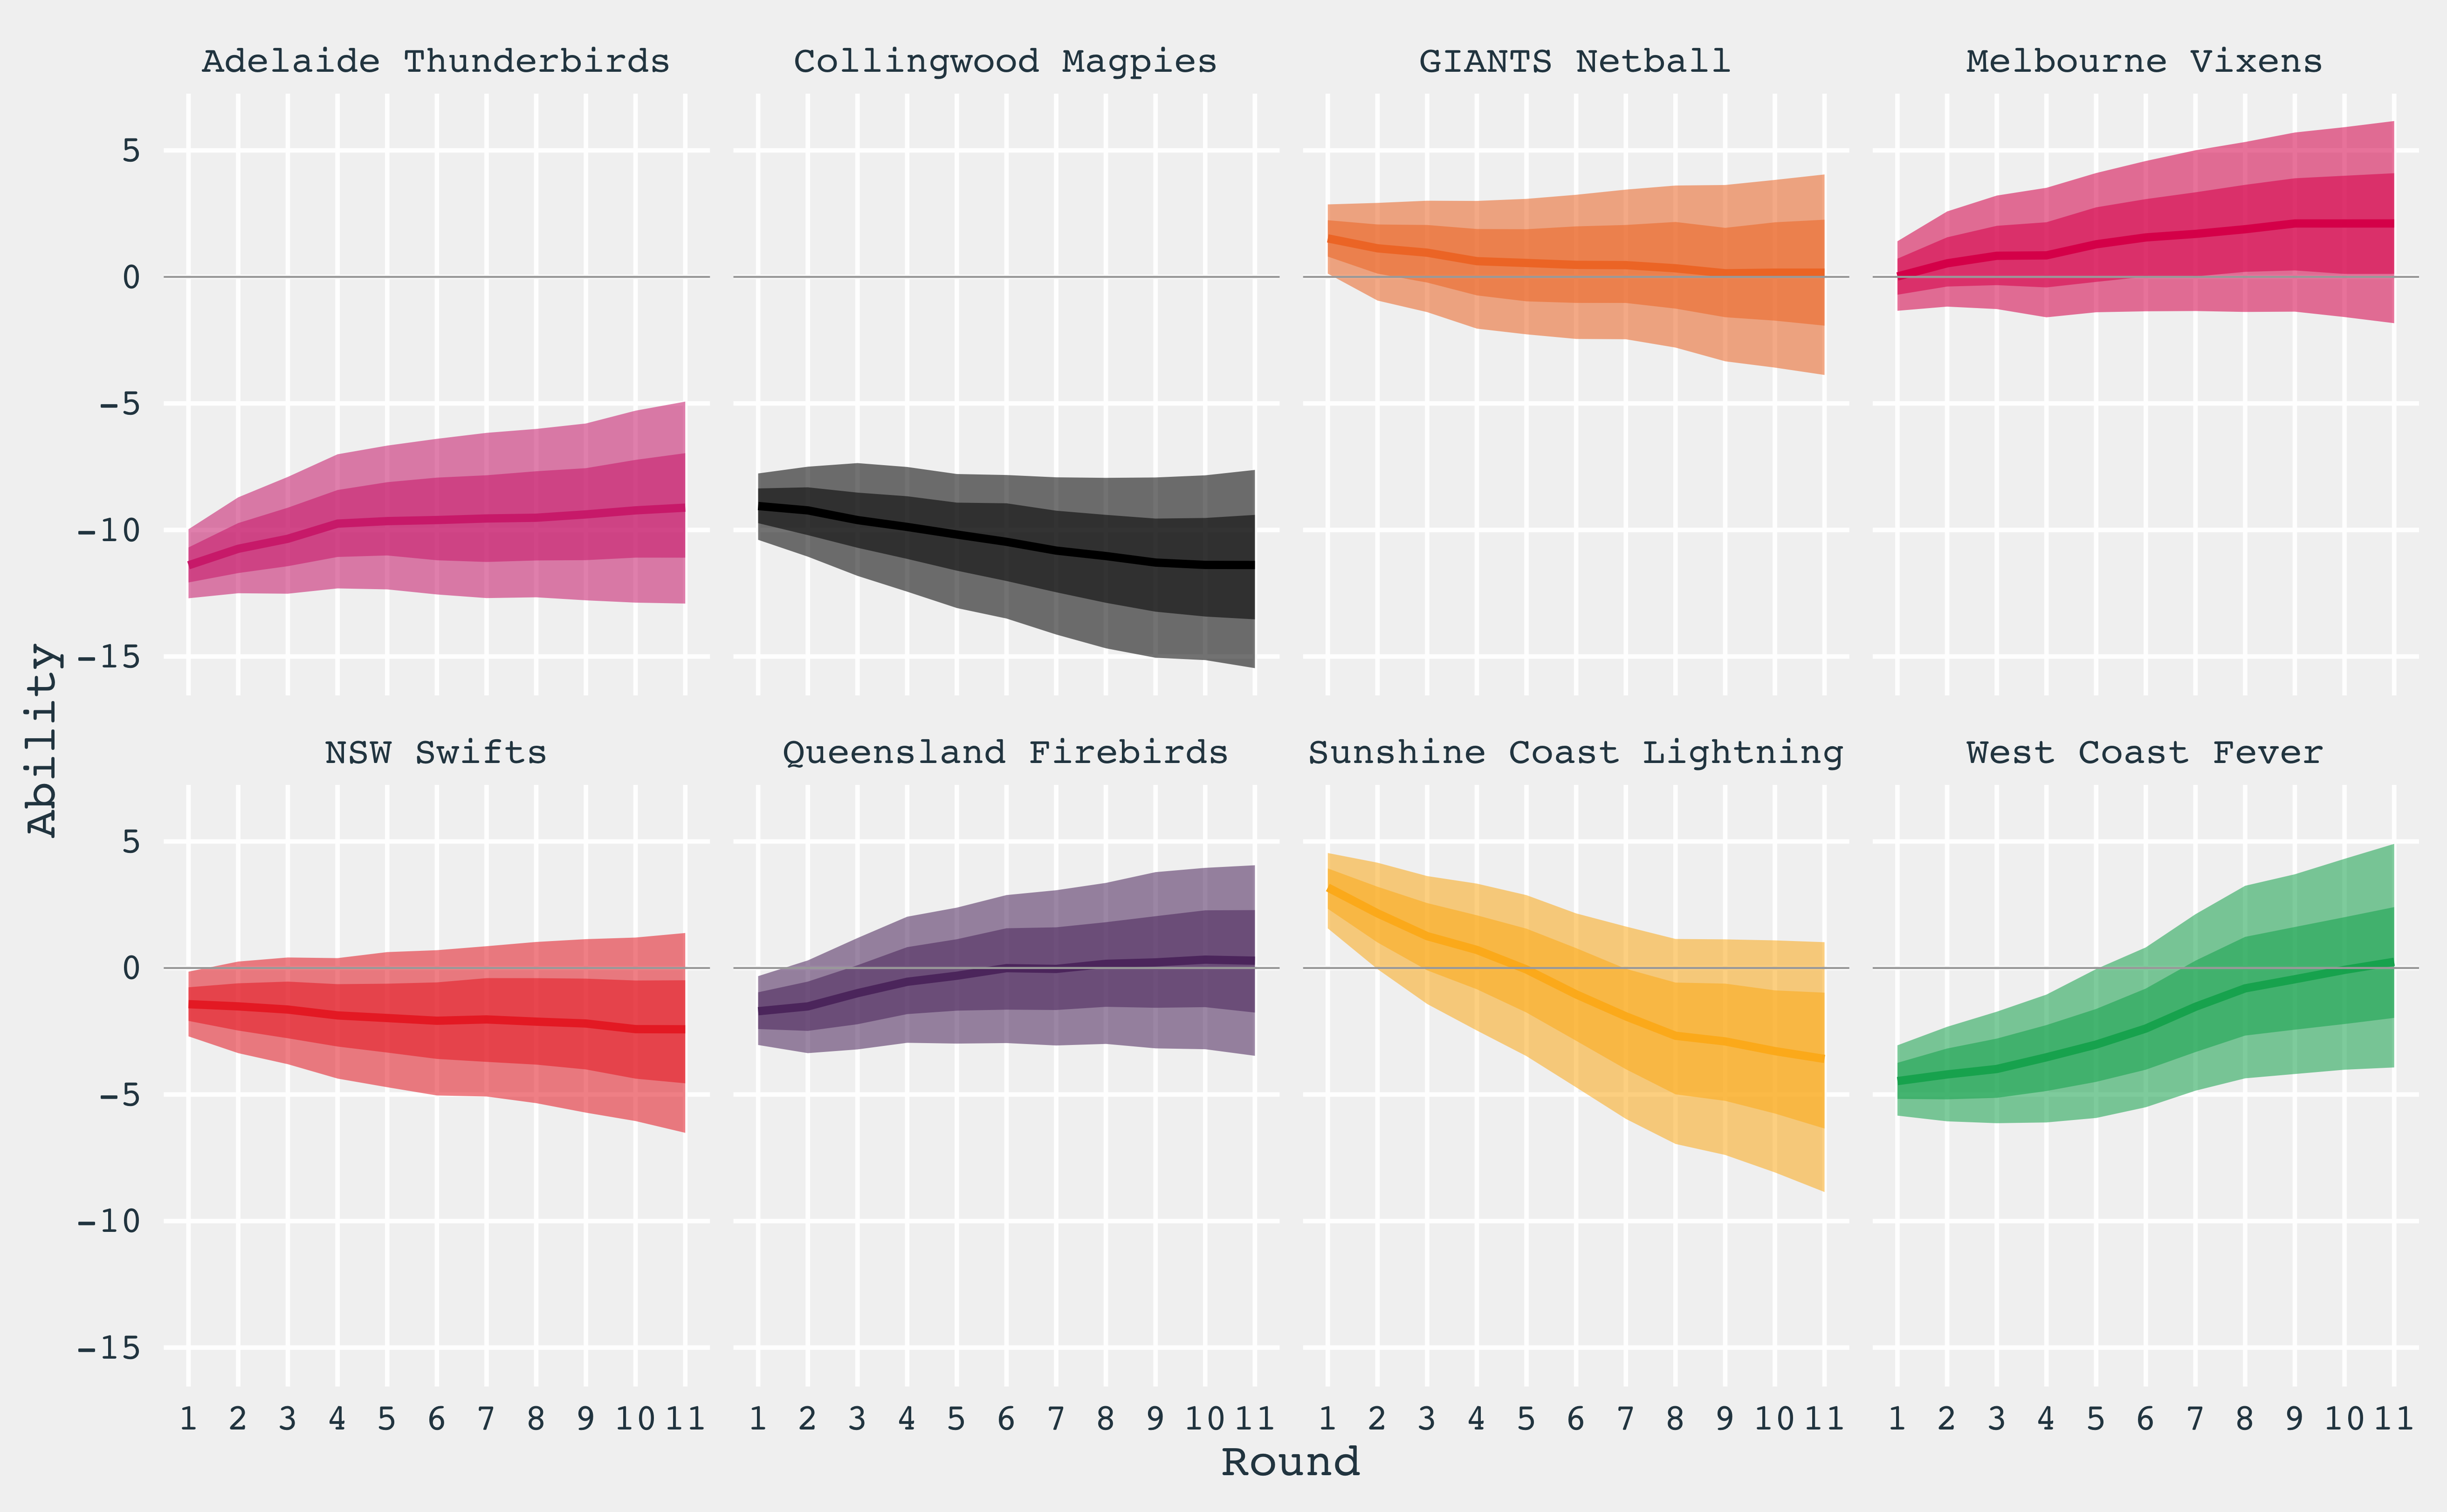 Adelaide Thunderbirds Collingwood Magpies GIANTS Netball Melbourne Vixens
5
0
-5
-10
-15
Ability
NSW Swifts Queensland Firebirds Sunshine Coast Lightning West Coast Fever
5
0
-5
-10
-15
1 2 3 4 5 6 7 8 9 10 11 1 2 3 4 5 6 7 8 9 10 11 1 2 3 4 5 6 7 8 9 10 11 1 2 3 4 5 6 7 8 9 10 11
Round